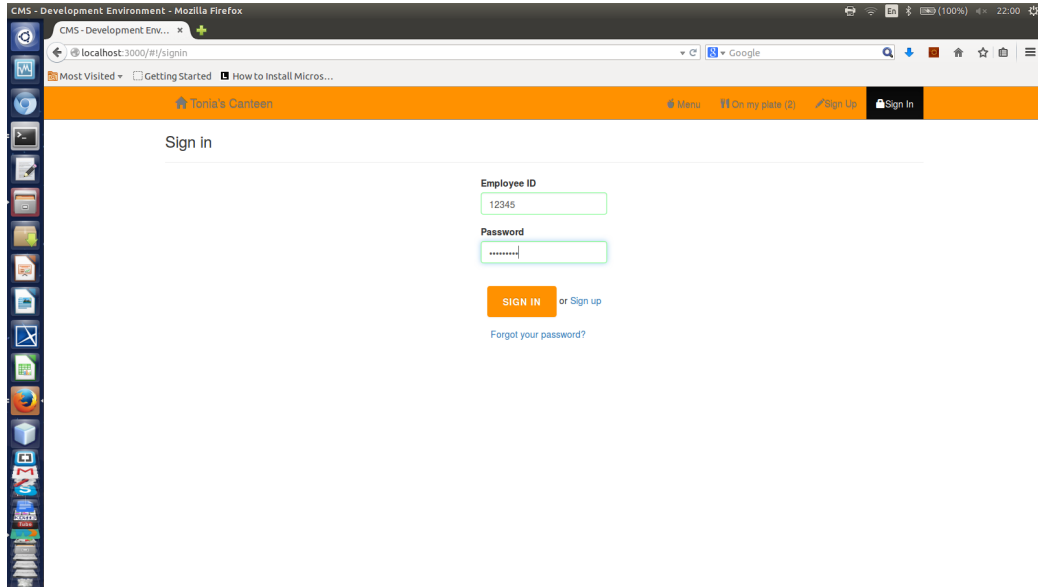 CMS - Development Environment - Mozilla Firefox
En
(100%)
22:00
CMS - Development Env...
localhost:3000/#!/signin
Google
Most Visited
Getting Started
How to Install Micros...
Tonia's Canteen
Menu
On my plate (2)
Sign Up
Sign In
Sign in
Employee ID
12345
Password
•••••••••
SIGN IN or Sign up
Forgot your password?